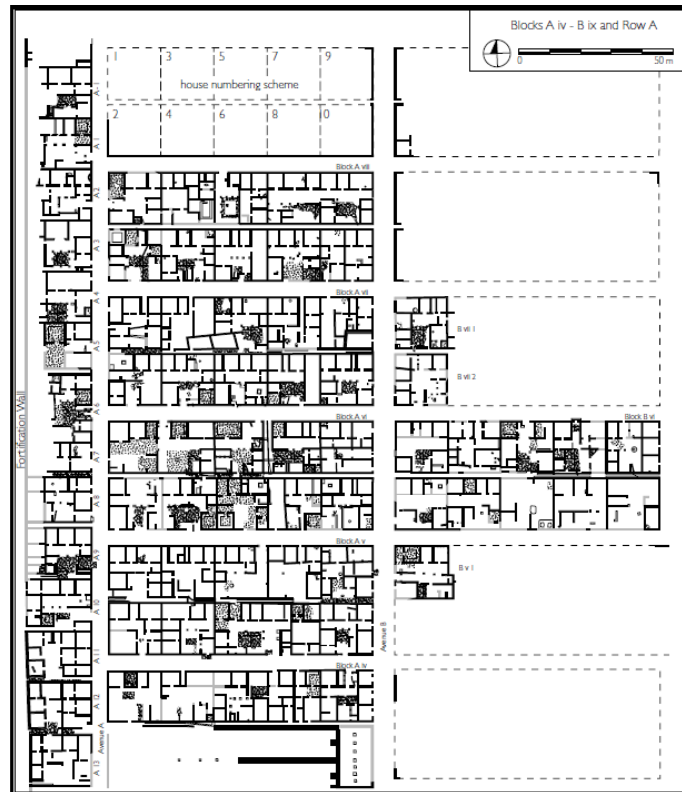 Blocks A iv - B ix and Row A
0 50 m
1 3 5 7 9
house numbering scheme
2 4 6 8 0
A-1
A 1
Block A viii
A 2
A 3
A 4
Block A vii
B vii 1
A 5
B vii 2
A 6
Fortification Wall
Block A vi
Block B vi
A 7
A 8
Block A v
A 9
B v 1
A 10
Avenue B
A 11
Block A iv
A 12
Avenue A
A 13